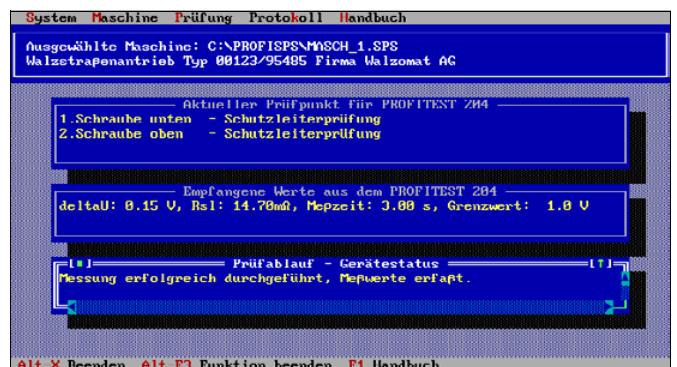 System Maschine Prüfung Protokoll Handbuch
Ausgewählte Maschine: C:\PROFISPS\MASCH_1.SPS
Walzstraßenantrieb Typ 00123/95485 Firma Walzomat AG
Aktueller Prüfpunkt für PROFITEST 204
1.Schraube unten - Schutzleiterprüfung
2.Schraube oben - Schutzleiterprüfung
Empfangene Werte aus dem PROFITEST 204
deltaU: 0.15 V, Rsl: 14.70mΩ, Meßzeit: 3.00 s, Grenzwert: 1.0 V
Prüfablauf - Gerätestatus
Messung erfolgreich durchgeführt, Meßwerte erfaßt.
Alt-X Beenden Alt-F3 Funktion beenden F1 Handbuch